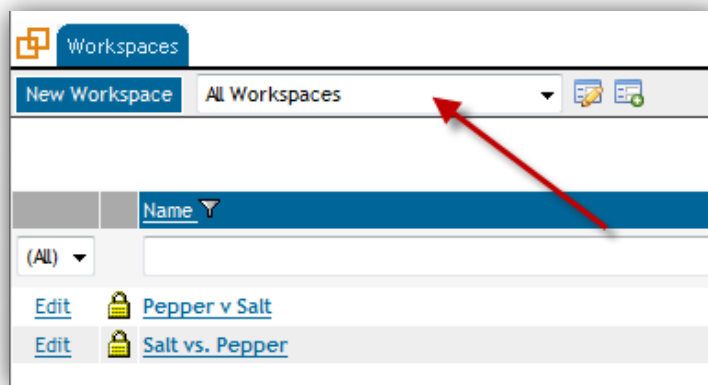 Workspaces
New Workspace All Workspaces
Name
(All)
Edit Pepper v Salt
Edit Salt vs. Pepper